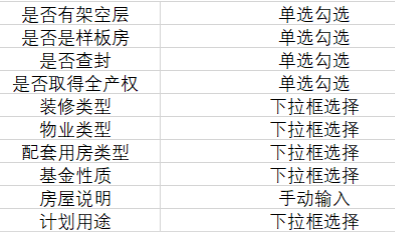 是否有架空层 单选勾选
是否是样板房 单选勾选
是否查封 单选勾选
是否取得全产权 单选勾选
装修类型 下拉框选择
物业类型 下拉框选择
配套用房类型 下拉框选择
基金性质 下拉框选择
房屋说明 手动输入
计划用途 下拉框选择